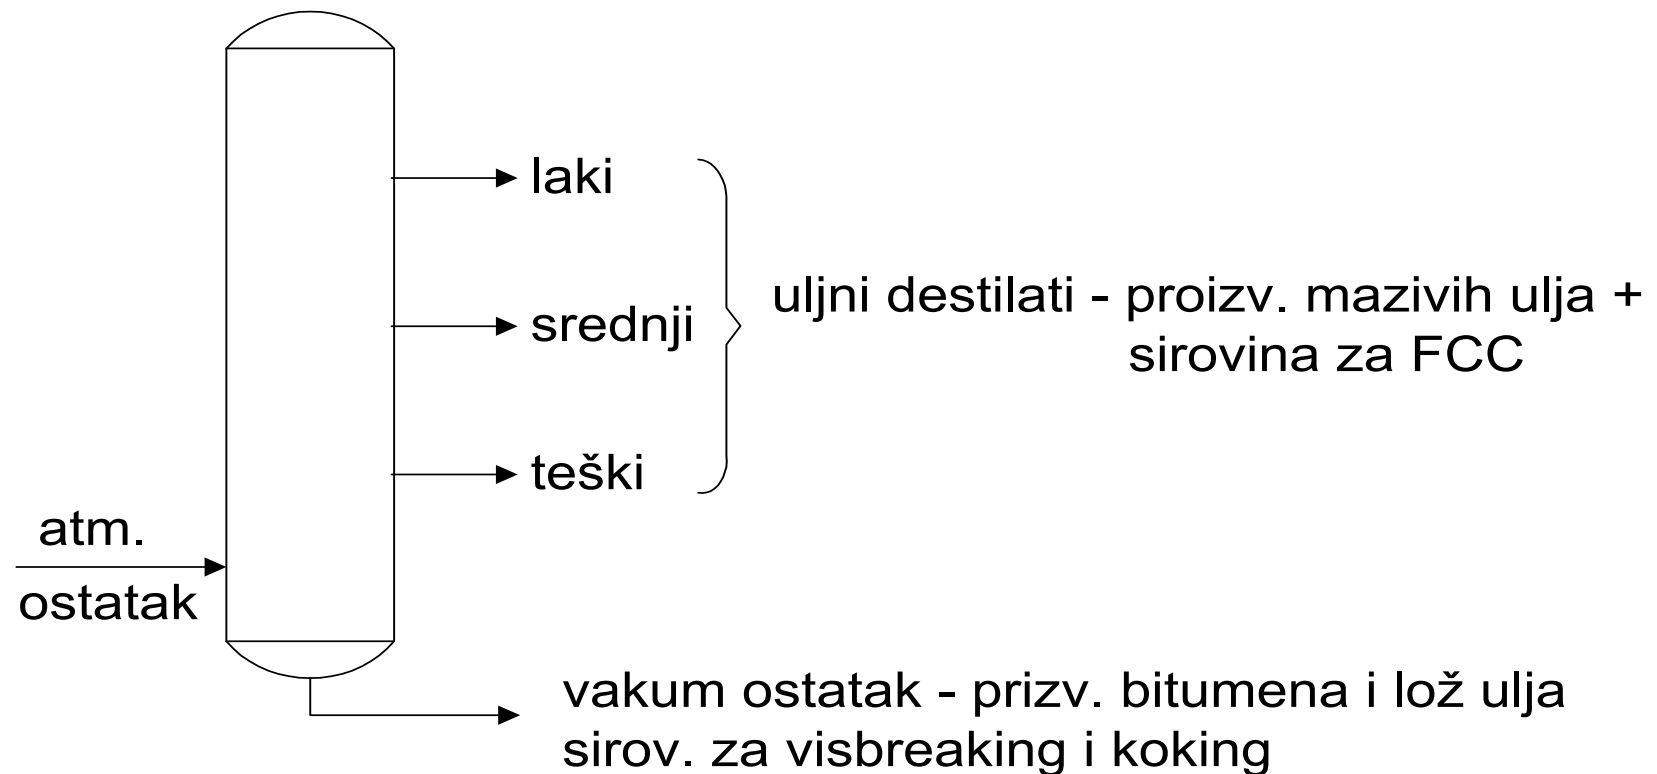 laki
srednji
teški
uljni destilati - proizv. mazivih ulja +
sirovina za FCC
atm.
ostatak
vakum ostatak - prizv. bitumena i lož ulja
sirov. za visbreaking i koking